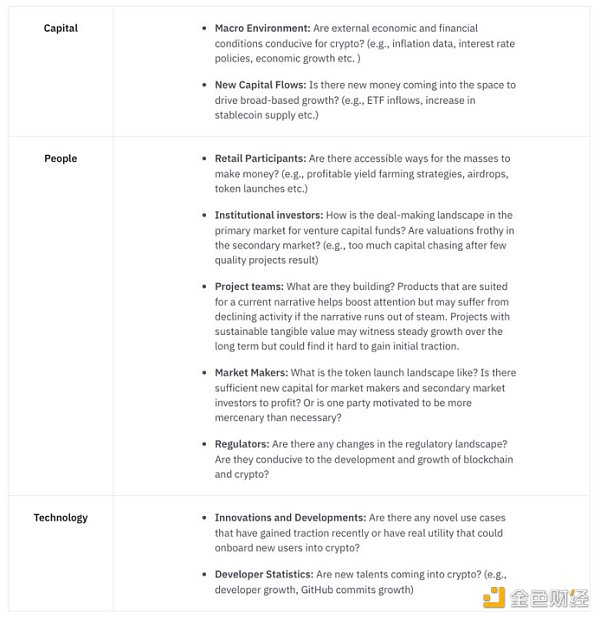 Capital
• Macro Environment: Are external economic and financial
conditions conducive for crypto? (e.g., inflation data, interest rate
policies, economic growth etc. )
• New Capital Flows: Is there new money coming into the space to
drive broad-based growth? (e.g., ETF inflows, increase in
stablecoin supply etc.)
People
• Retail Participants: Are there accessible ways for the masses to
make money? (e.g., profitable yield farming strategies, airdrops,
token launches etc.)
• Institutional investors: How is the deal-making landscape in the
primary market for venture capital funds? Are valuations frothy in
the secondary market? (e.g., too much capital chasing after few
quality projects result)
• Project teams: What are they building? Products that are suited
for a current narrative helps boost attention but may suffer from
declining activity if the narrative runs out of steam. Projects with
sustainable tangible value may witness steady growth over the
long term but could find it hard to gain initial traction.
• Market Makers: What is the token launch landscape like? Is there
sufficient new capital for market makers and secondary market
investors to profit? Or is one party motivated to be more
mercenary than necessary?
• Regulators: Are there any changes in the regulatory landscape?
Are they conducive to the development and growth of blockchain
and crypto?
Technology
• Innovations and Developments: Are there any novel use cases
that have gained traction recently or have real utility that could
onboard new users into crypto?
• Developer Statistics: Are new talents coming into crypto? (e.g.,
developer growth, GitHub commits growth)
金色财经